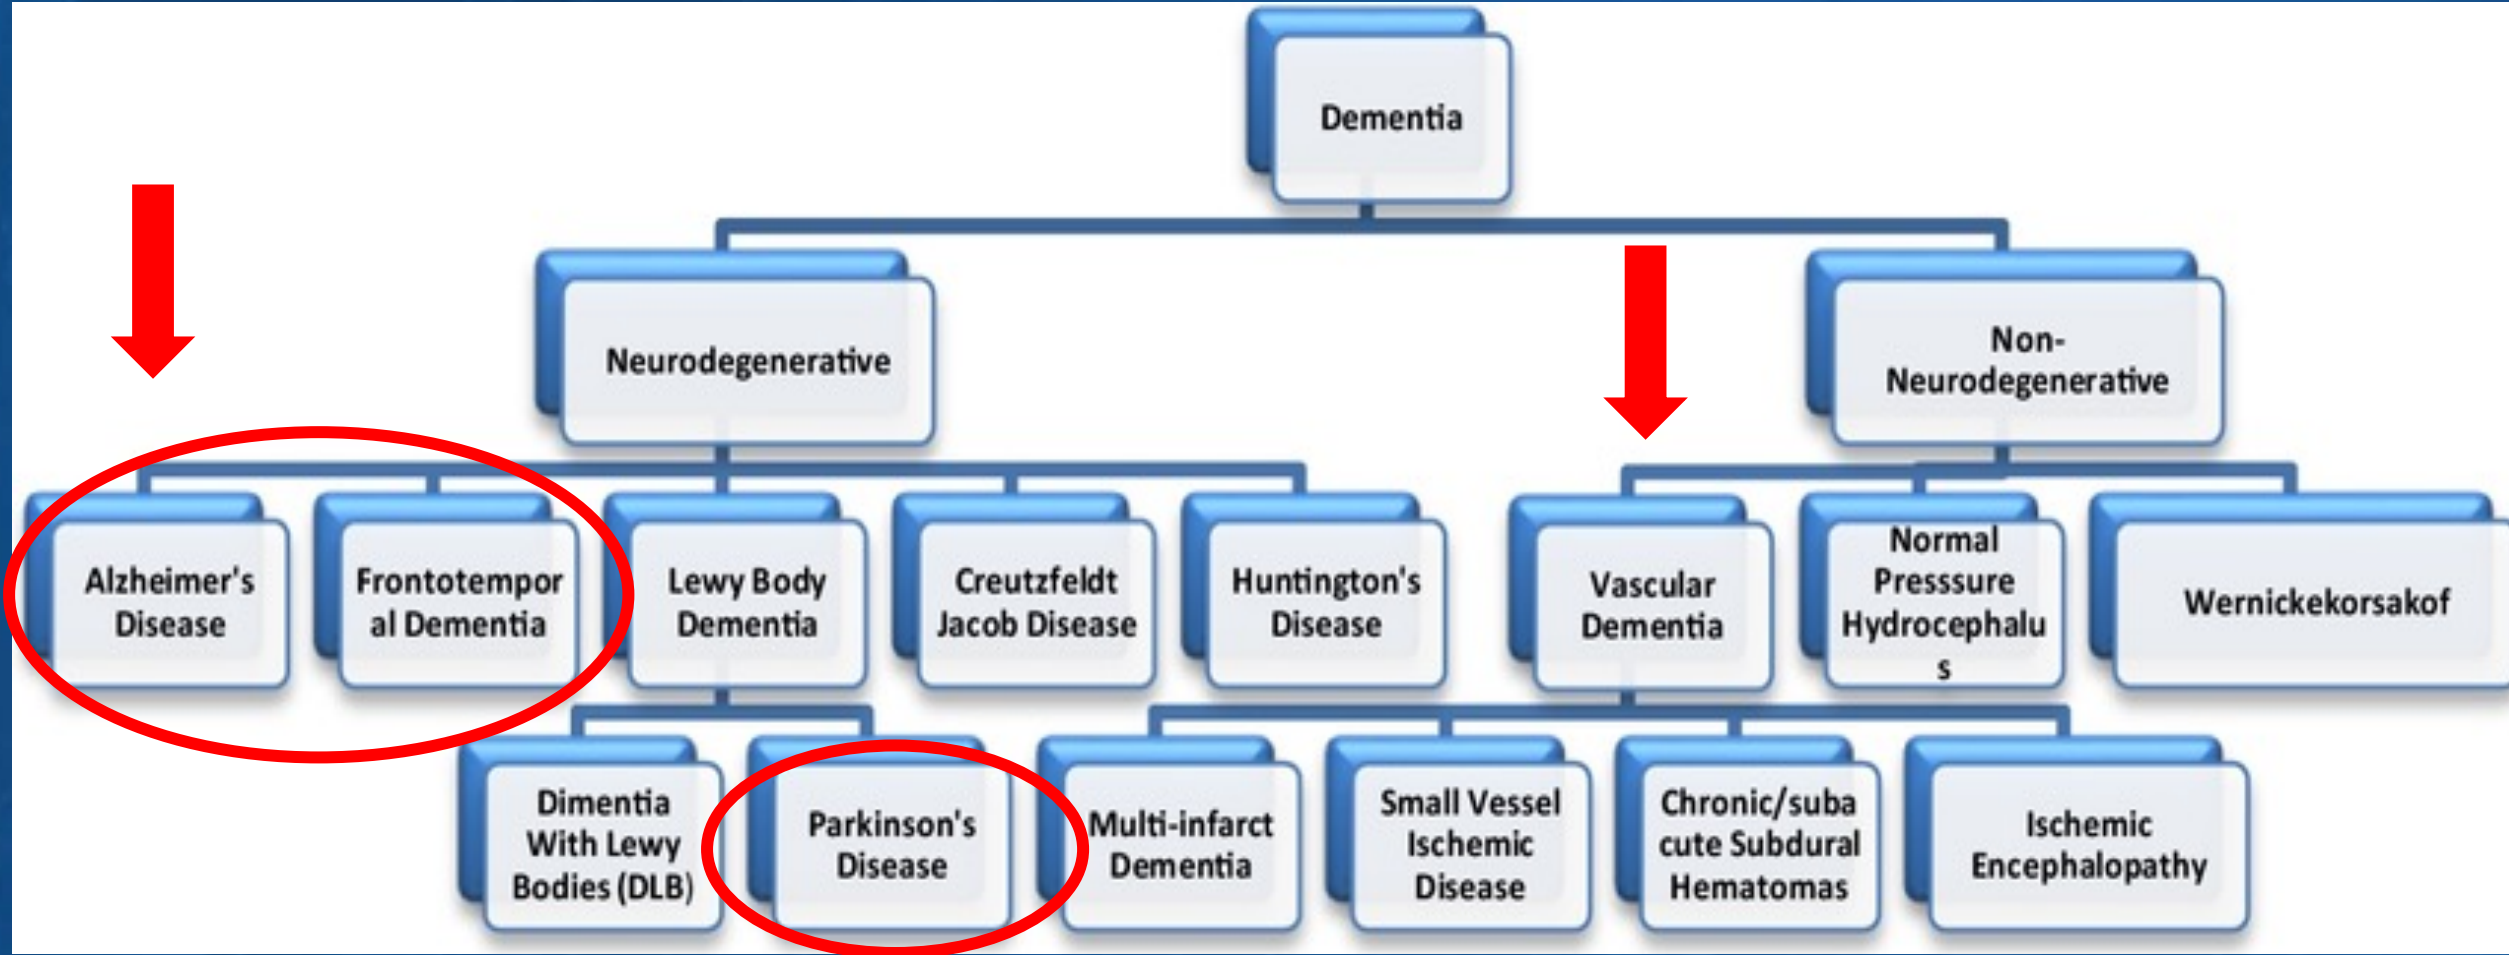 Dementia
Neurodegenerative
Non-
Neurodegenerative
Alzheimer's
Disease
Frontotempor
al Dementia
Lewy Body
Dementia
Creutzfeldt
Jacob Disease
Huntington's
Disease
Vascular
Dementia
Normal
Presssure
Hydrocephalu
s
Wernickekorsakof
Dimentia
With Lewy
Bodies (DLB)
Parkinson's
Disease
Multi-infarct
Dementia
Small Vessel
Ischemic
Disease
Chronic/suba
cute Subdural
Hematomas
Ischemic
Encephalopathy